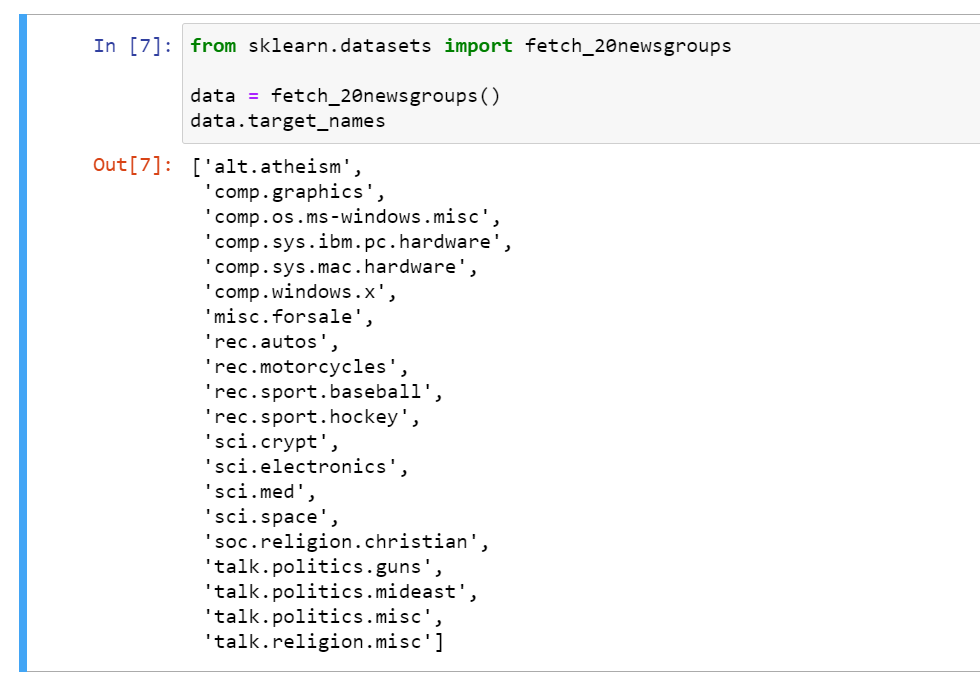 In [7]: from sklearn.datasets import fetch_20newsgroups
data = fetch_20newsgroups()
data.target_names
Out[7]: ['alt.atheism',
'comp.graphics',
'comp.os.ms-windows.misc',
'comp.sys.ibm.pc.hardware',
'comp.sys.mac.hardware',
'comp.windows.x',
'misc.forsale',
'rec.autos',
'rec.motorcycles',
'rec.sport.baseball',
'rec.sport.hockey',
'sci.crypt',
'sci.electronics',
'sci.med',
'sci.space',
'soc.religion.christian',
'talk.politics.guns',
'talk.politics.mideast',
'talk.politics.misc',
'talk.religion.misc']